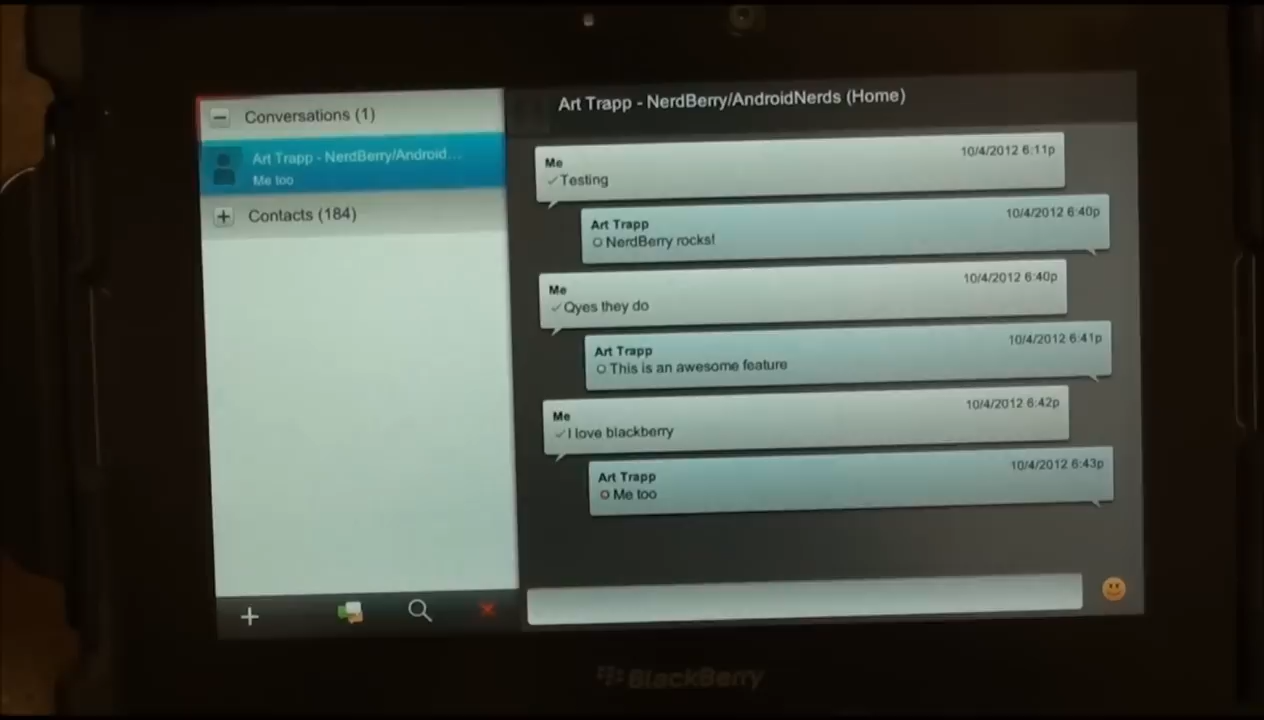 Conversations (1)
Art Trapp - NerdBerry/Android...
Me too
Contacts (184)
Art Trapp - NerdBerry/AndroidNerds (Home)
Me
10/4/2012 6:11p
Testing
Art Trapp
10/4/2012 6:40p
NerdBerry rocks!
Me
10/4/2012 6:40p
Qyes they do
Art Trapp
10/4/2012 6:41p
This is an awesome feature
Me
10/4/2012 6:42p
I love blackberry
Art Trapp
10/4/2012 6:43p
Me too
BlackBerry